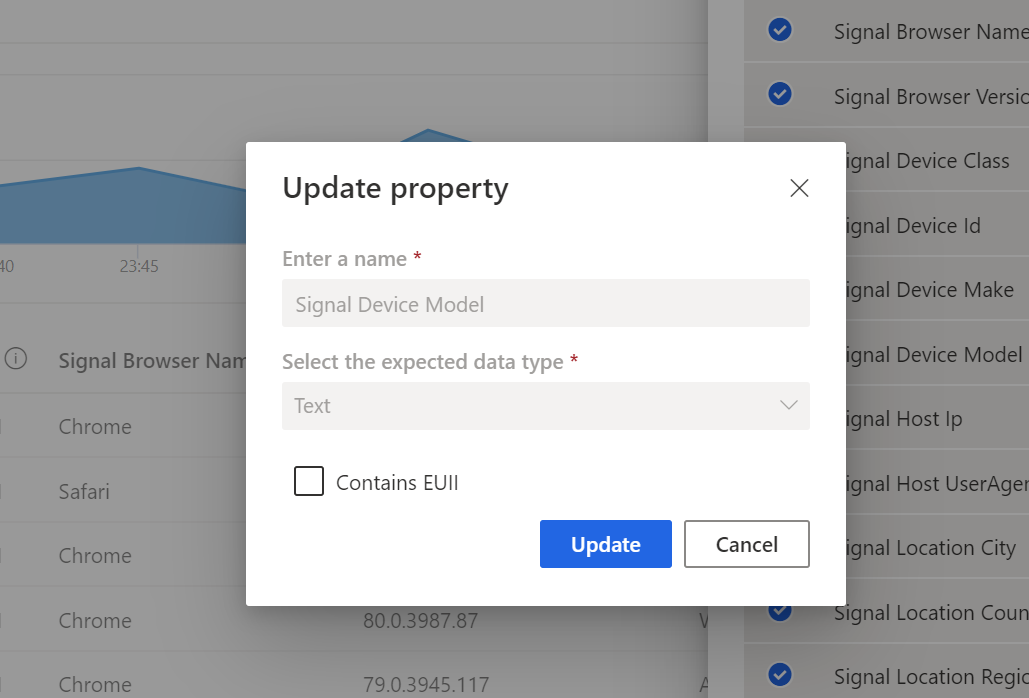 Signal Browser Name
Signal Browser Versio
Update property
ignal Device Class
Enter a name *
ignal Device Id
Signal Device Model
40
23:45
ignal Device Make
Select the expected data type *
Signal Browser Nam
ignal Device Model
Text
Chrome
ignal Host Ip
Contains EUII
Safari
ignal Host UserAgen
Update
Cancel
Chrome
ignal Location City
Chrome
80.0.3987.87
Signal Location Coun
Chrome
79.0.3945.117
A
Signal Location Regio